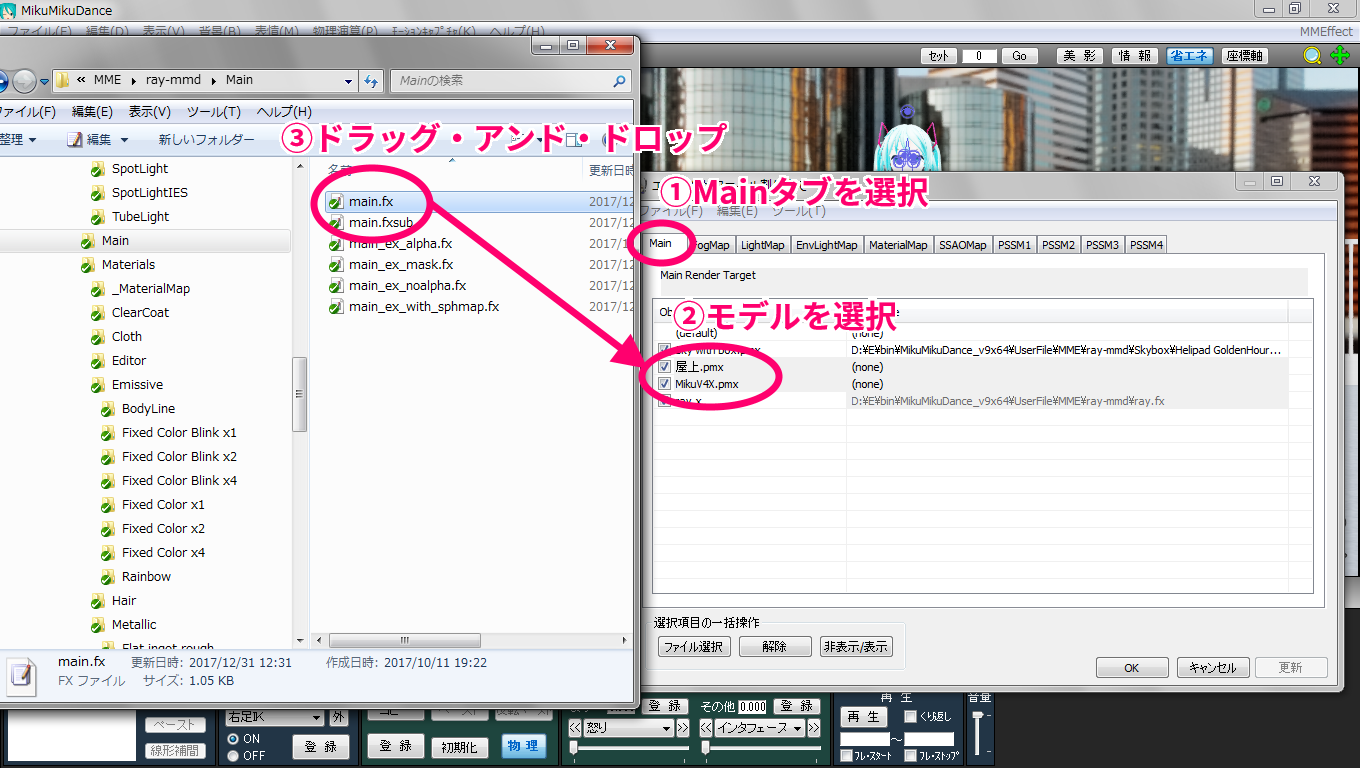 MikuMikuDance
ファイル(F) 編集(D) 表示(V) 背景(B) 表情(M) 物理演算(P) ﾓｰｼｮﾝｷｬﾌﾟﾁｬ(K) ヘルプ(H)
MMEffect
セット 0 Go 美 影 情 報 省エネ 座標軸
« MME ray-mmd Main
Mainの検索
ファイル(F) 編集(E) 表示(V) ツール(T) ヘルプ(H)
整理 編集 新しいフォルダー
③ドラッグ・アンド・ドロップ
名前 更新日時
SpotLight
SpotLightIES
TubeLight
Main
Materials
_MaterialMap
ClearCoat
Cloth
Editor
Emissive
BodyLine
Fixed Color Blink x1
Fixed Color Blink x2
Fixed Color Blink x4
Fixed Color x1
Fixed Color x2
Fixed Color x4
Rainbow
Hair
Metallic
Flat inget rough
main.fx 2017/12
main.fxsub 2017/12
main_ex_alpha.fx 2017/1
main_ex_mask.fx 2017/12
main_ex_noalpha.fx 2017/12
main_ex_with_sphmap.fx 2017/12
main.fx 更新日時: 2017/12/31 12:31 作成日時: 2017/10/11 19:22
FX ファイル サイズ: 1.05 KB
①Mainタブを選択
ファイル(F) 編集(E) ツール(T)
Main FogMap LightMap EnvLightMap MaterialMap SSAOMap PSSM1 PSSM2 PSSM3 PSSM4
Main Render Target
②モデルを選択
(default) (none)
Sky with box.pmx D:¥E¥bin¥MikuMikuDance_v9x64¥UserFile¥MME¥ray-mmd¥Skybox¥Helipad GoldenHour...
屋上.pmx (none)
MikuV4X.pmx (none)
ray.x D:¥E¥bin¥MikuMikuDance_v9x64¥UserFile¥MME¥ray-mmd¥ray.fx
選択項目の一括操作
ファイル選択 解除 非表示/表示
OK キャンセル 更新
ペースト
線形補間
右足IK 外
ON
OFF
登 録
登 録 初期化 物 理
登 録
怒り
その他 0.000 登 録
インタフェース
再 生
再 生 くり返し
～
フレ・スタート フレ・ストップ
音量